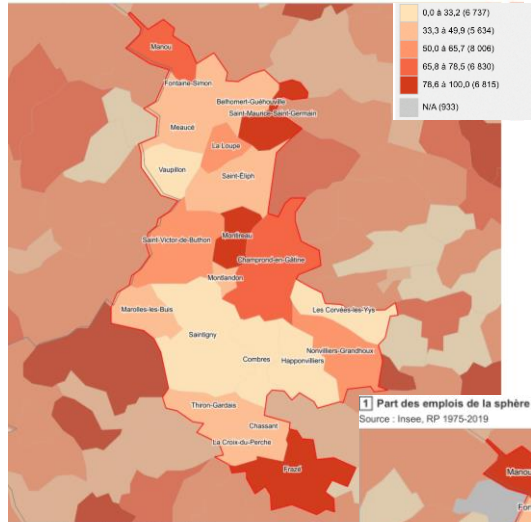 0,0 à 33,2 (6 737)
33,3 à 49,9 (5 634)
50,0 à 65,7 (8 006)
65,8 à 78,5 (6 830)
78,6 à 100,0 (6 815)
N/A (933)
Manou
Fontaine-Simon
Belhomert-Guéhouville
Saint-Maurice-Saint-Germain
Meaucé
La Loupe
Vaupillon
Saint-Éliph
Saint-Victor-de-Buthon
Montireau
Champrond-en-Gâtine
Montlandon
Marolles-les-Buis
Les Corvées-les-Yys
Saintigny
Nonvilliers-Grandhoux
Combres
Happonvilliers
Thiron-Gardais
Chassant
La Croix-du-Perche
Frazé
1 Part des emplois de la sphère
Source : Insee, RP 1975-2019
Manou
Fon